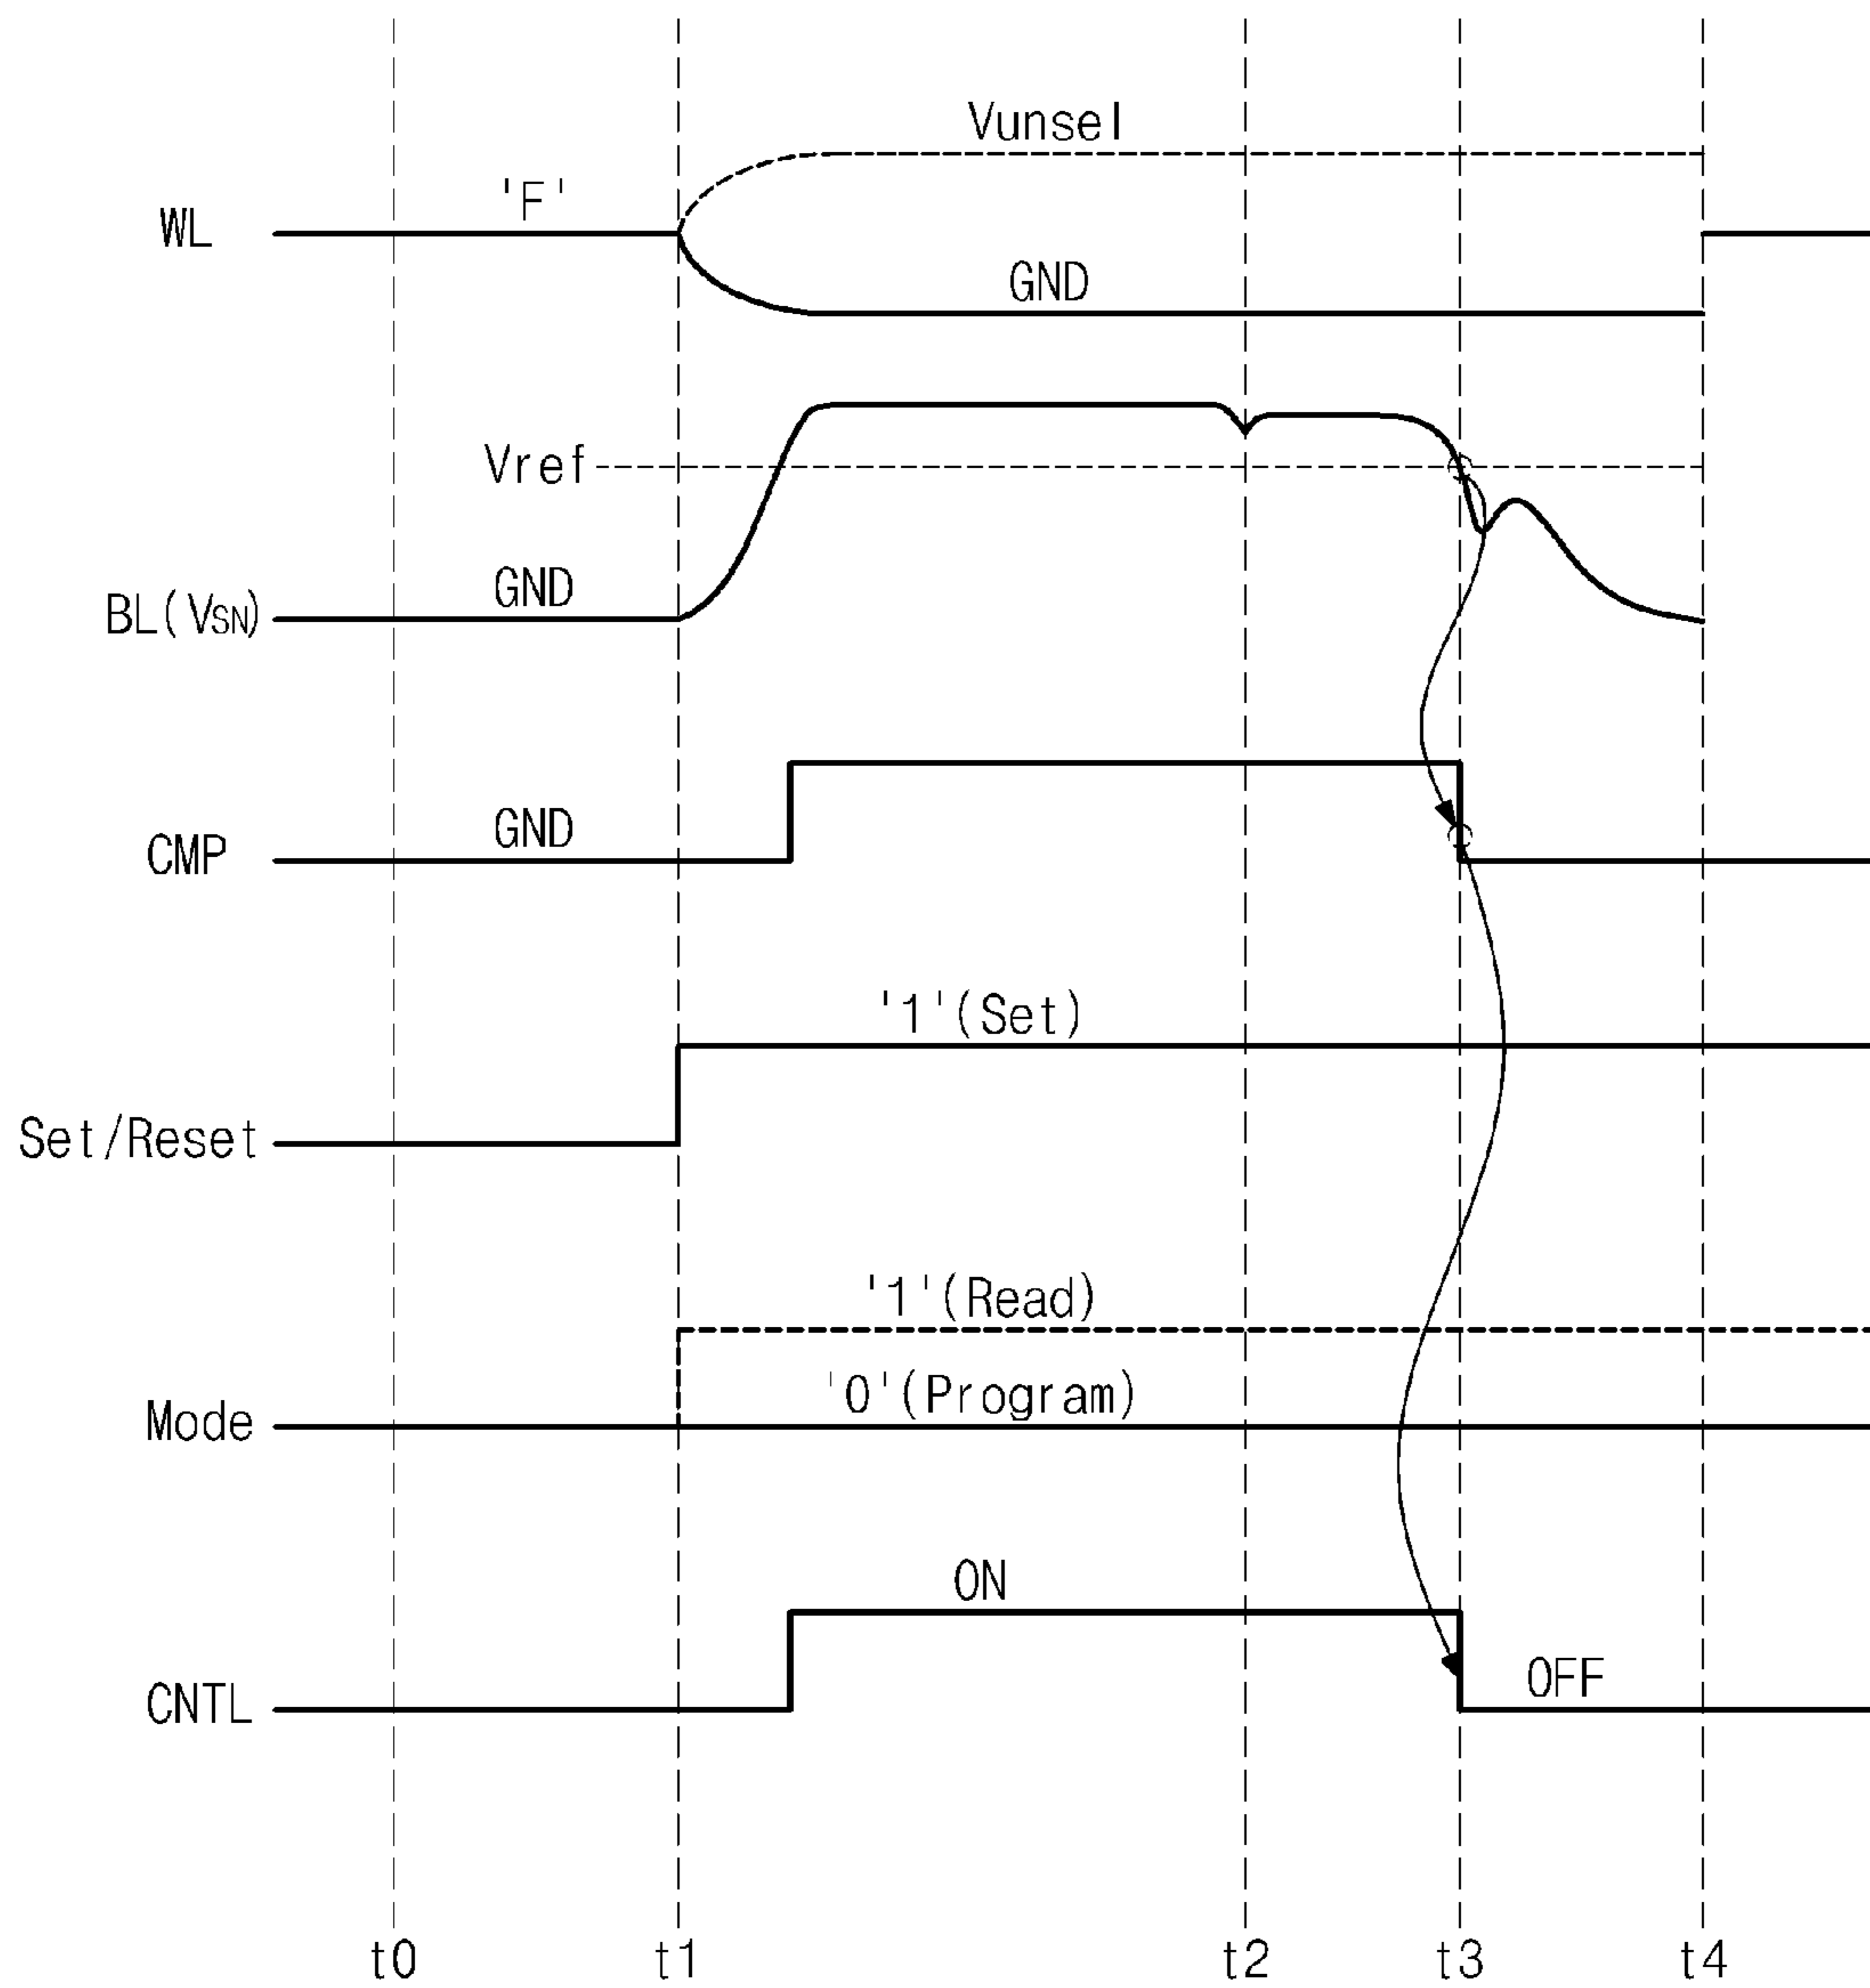 Vunsel
'F'
WL
GND
Vref
GND
BL(VSN)
GND
CMP
'1'(Set)
Set/Reset
'1'(Read)
'0'(Program)
Mode
ON
OFF
CNTL
t0 t1 t2 t3 t4